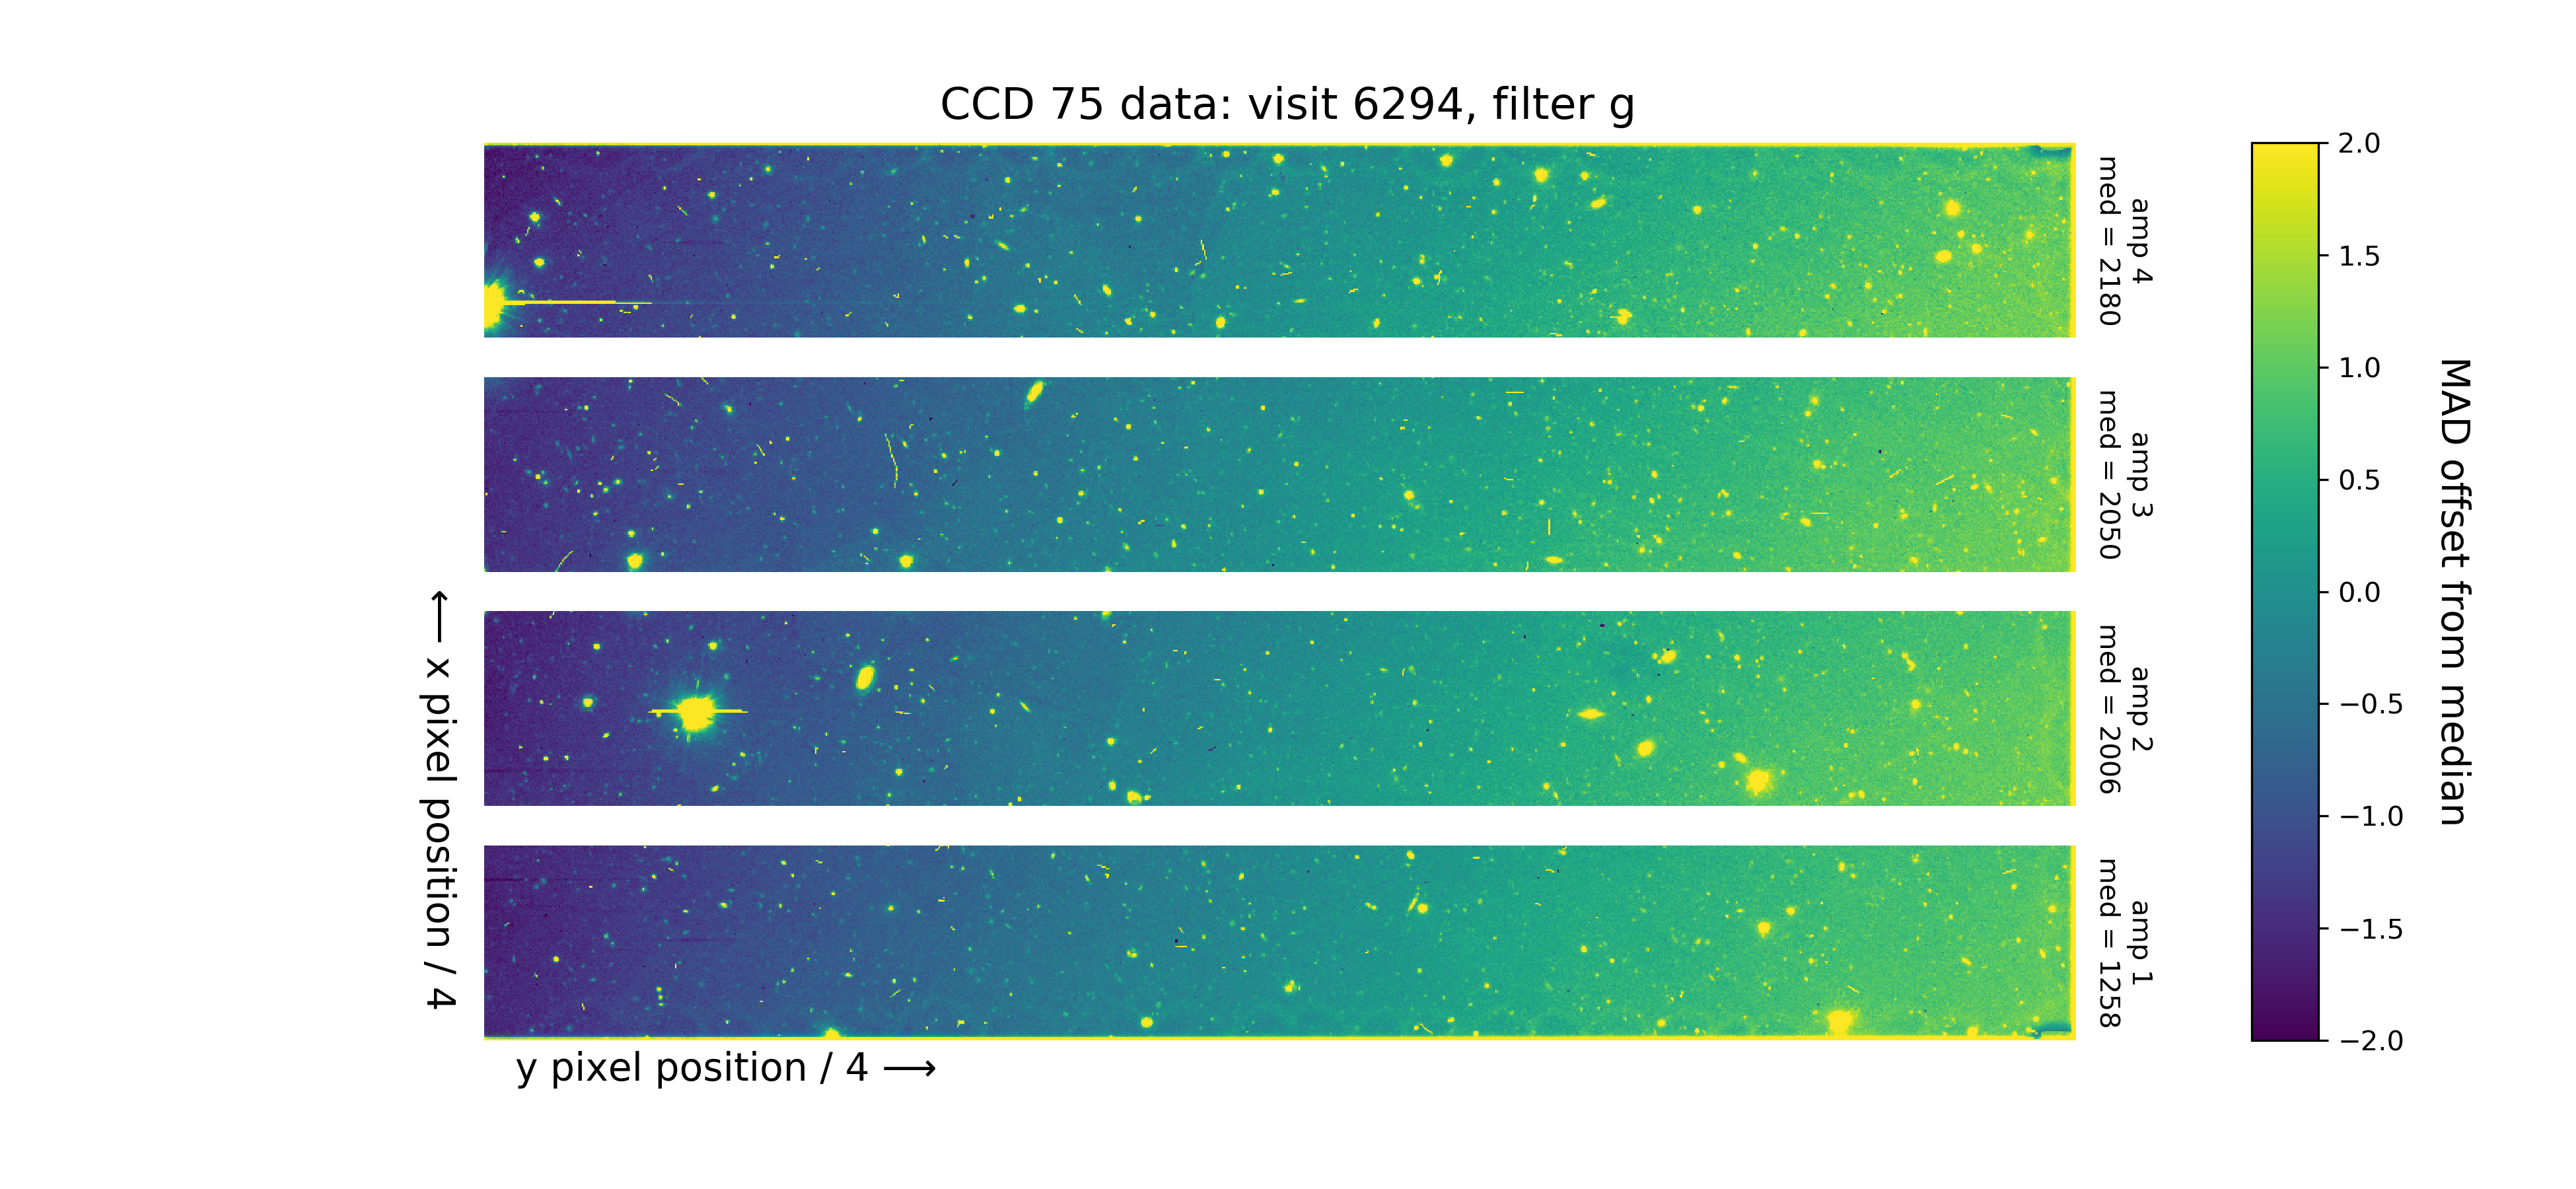 CCD 75 data: visit 6294, filter g
amp 4
med = 2180
amp 3
med = 2050
amp 2
med = 2006
amp 1
med = 1258
⟵ x pixel position / 4
y pixel position / 4 ⟶
2.0
1.5
1.0
0.5
0.0
−0.5
−1.0
−1.5
−2.0
MAD offset from median